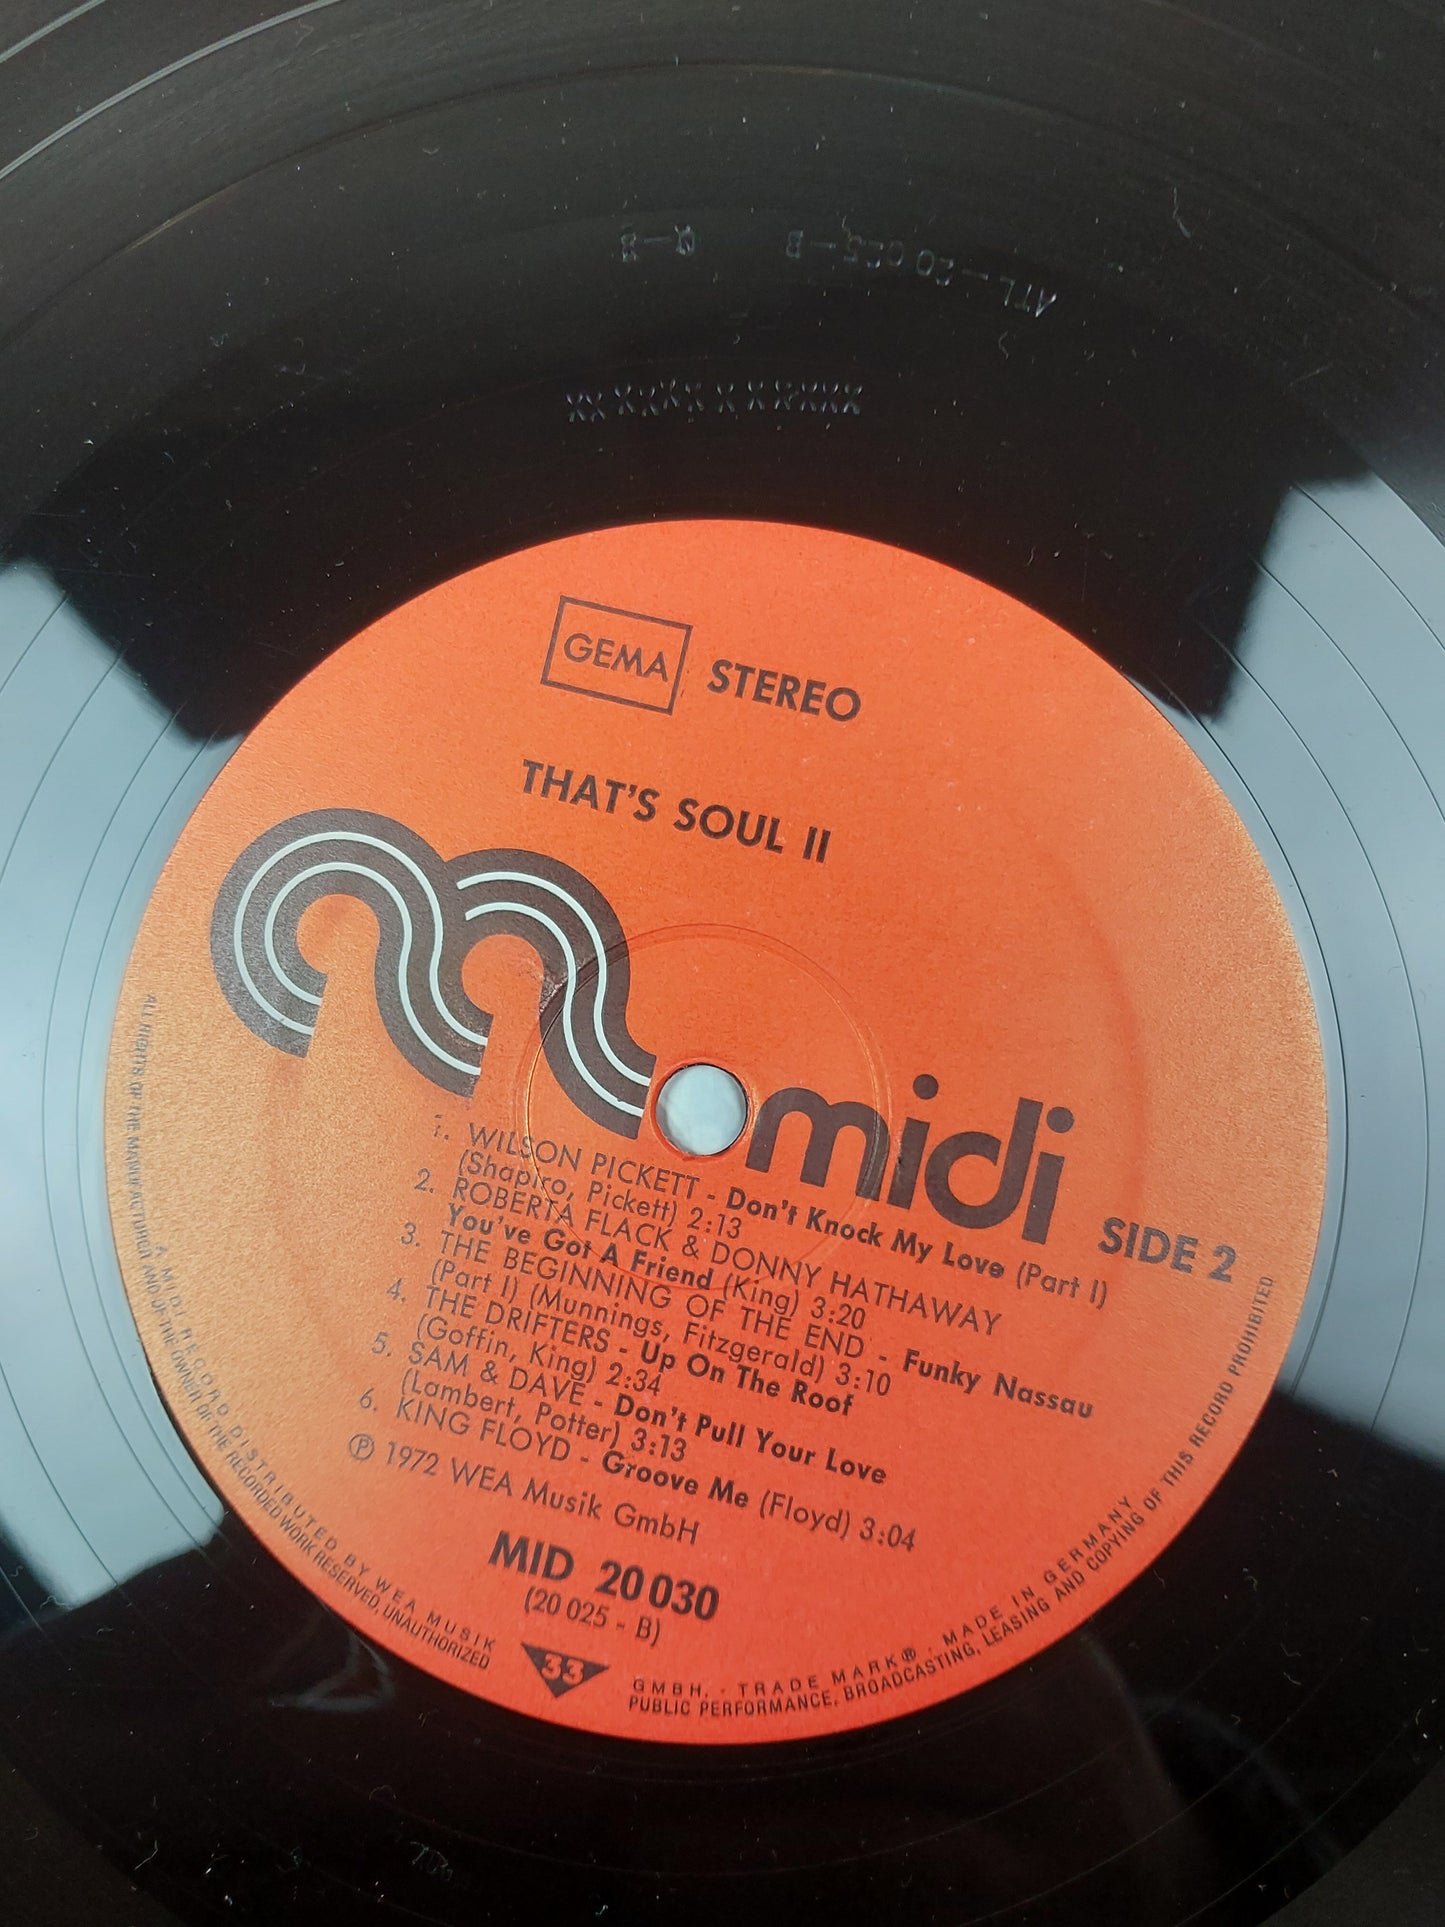 ATL-20025-B Q-B
GEMA STEREO
THAT'S SOUL II
midi
SIDE 2
1. WILSON PICKETT - Don't Knock My Love (Part I)
(Shapiro, Pickett) 2:13
2. ROBERTA FLACK & DONNY HATHAWAY
You've Got A Friend (King) 3:20
3. THE BEGINNING OF THE END - Funky Nassau
(Part I) (Munnings, Fitzgerald) 3:10
4. THE DRIFTERS - Up On The Roof
(Goffin, King) 2:34
5. SAM & DAVE - Don't Pull Your Love
(Lambert, Potter) 3:13
6. KING FLOYD - Groove Me (Floyd) 3:04
Ⓟ 1972 WEA Musik GmbH
MID 20 030
(20 025 - B)
33
A MIDI RECORD DISTRIBUTED BY WEA MUSIK GMBH. · TRADE MARK® · MADE IN GERMANY
ALL RIGHTS OF THE MANUFACTURER AND OF THE OWNER OF THE RECORDED WORK RESERVED, UNAUTHORIZED PUBLIC PERFORMANCE, BROADCASTING, LEASING AND COPYING OF THIS RECORD PROHIBITED